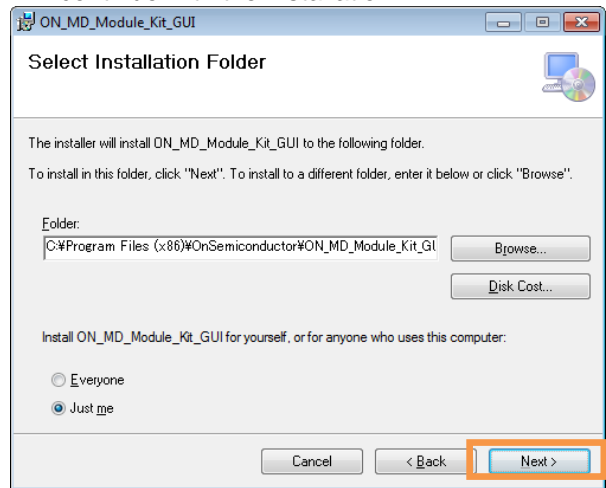 ON_MD_Module_Kit_GUI
Select Installation Folder
The installer will install ON_MD_Module_Kit_GUI to the following folder.
To install in this folder, click "Next". To install to a different folder, enter it below or click "Browse".
Folder:
C:¥Program Files (x86)¥OnSemiconductor¥ON_MD_Module_Kit_GU
Browse...
Disk Cost...
Install ON_MD_Module_Kit_GUI for yourself, or for anyone who uses this computer:
Everyone
Just me
Cancel
< Back
Next >